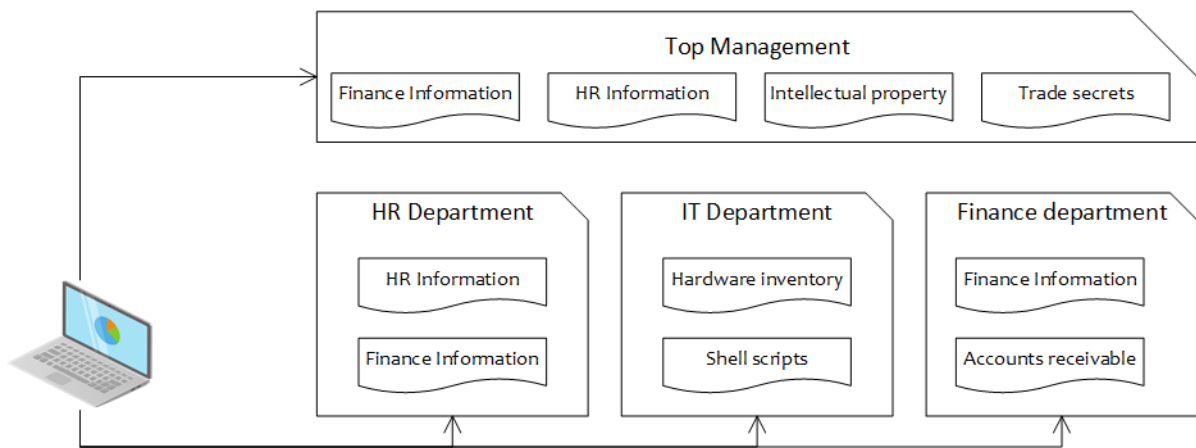 Top Management
Finance Information
HR Information
Intellectual property
Trade secrets
HR Department
HR Information
Finance Information
IT Department
Hardware inventory
Shell scripts
Finance department
Finance Information
Accounts receivable